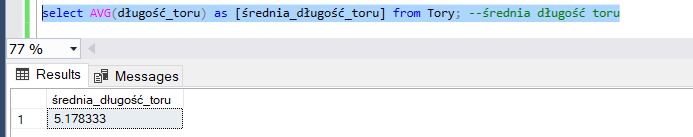 select AVG(długość_toru) as [średnia_długość_toru] from Tory; --średnia długość toru
77 %
Results Messages
średnia_długość_toru
1 5.178333